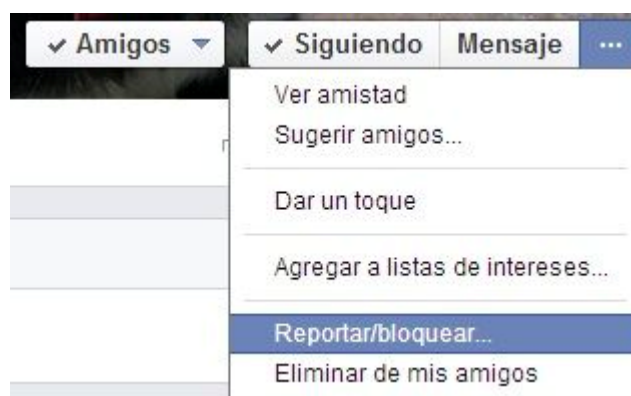 ✓ Amigos ▼ ✓ Siguiendo Mensaje ...
Ver amistad
Sugerir amigos...
Dar un toque
Agregar a listas de intereses...
Reportar/bloquear...
Eliminar de mis amigos